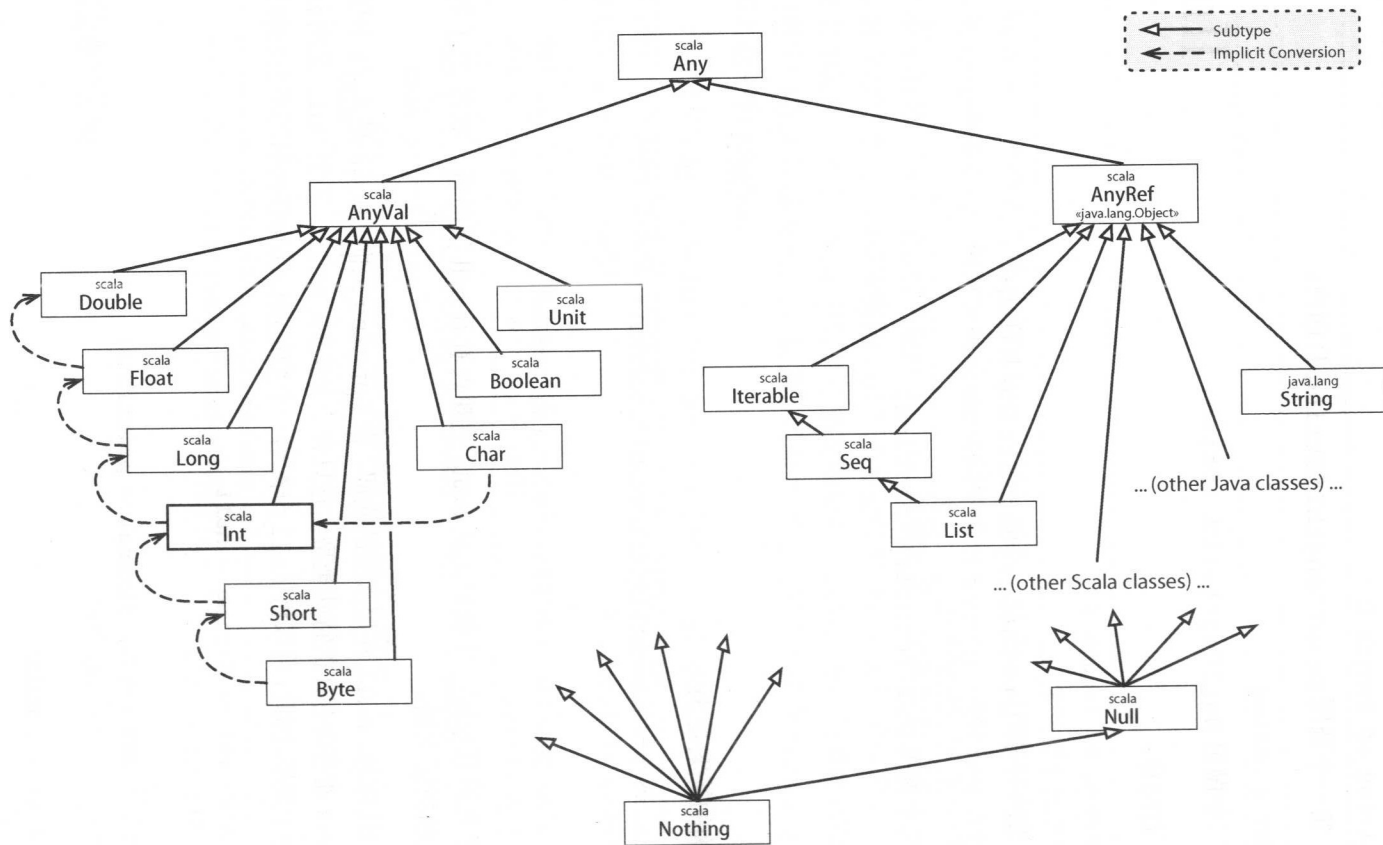 Subtype
Implicit Conversion
scala
Any
scala
AnyVal
scala
AnyRef
«java.lang.Object»
scala
Double
scala
Unit
scala
Float
scala
Boolean
scala
Iterable
java.lang
String
scala
Long
scala
Char
scala
Seq
... (other Java classes) ...
scala
Int
scala
List
scala
Short
... (other Scala classes) ...
scala
Byte
scala
Null
scala
Nothing